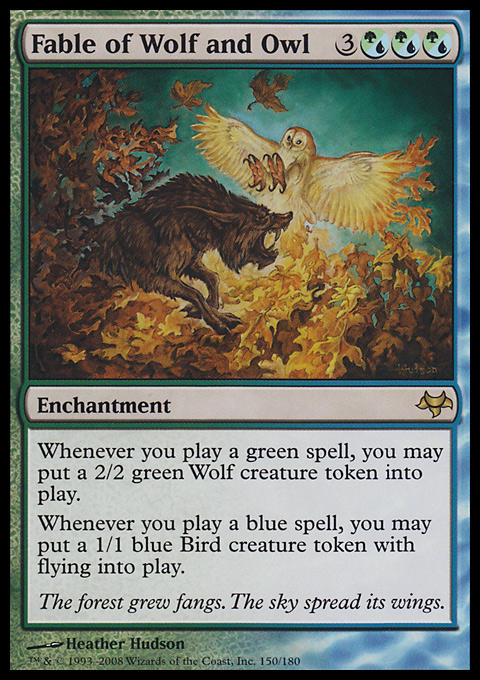 Fable of Wolf and Owl 3
Enchantment
Whenever you play a green spell, you may
put a 2/2 green Wolf creature token into
play.
Whenever you play a blue spell, you may
put a 1/1 blue Bird creature token with
flying into play.
The forest grew fangs. The sky spread its wings.
Heather Hudson
™ & © 1993–2008 Wizards of the Coast, Inc. 150/180